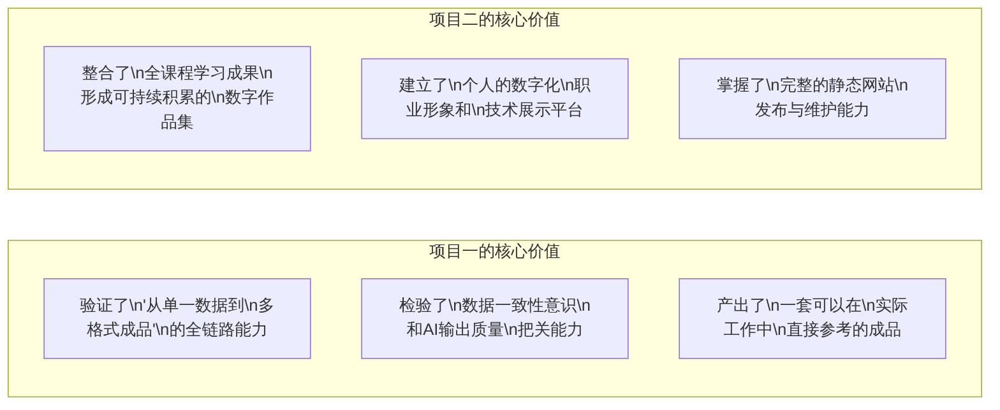 项目二的核心价值
整合了\n全课程学习成果\n
形成可持续积累的\n数字作
品集
建立了\n个人的数字化\n职
业形象和\n技术展示平台
掌握了\n完整的静态网站\n
发布与维护能力
项目一的核心价值
验证了\n'从单一数据到\n多
格式成品'\n的全链路能力
检验了\n数据一致性意识\n
和AI输出质量\n把关能力
产出了\n一套可以在\n实际
工作中\n直接参考的成品